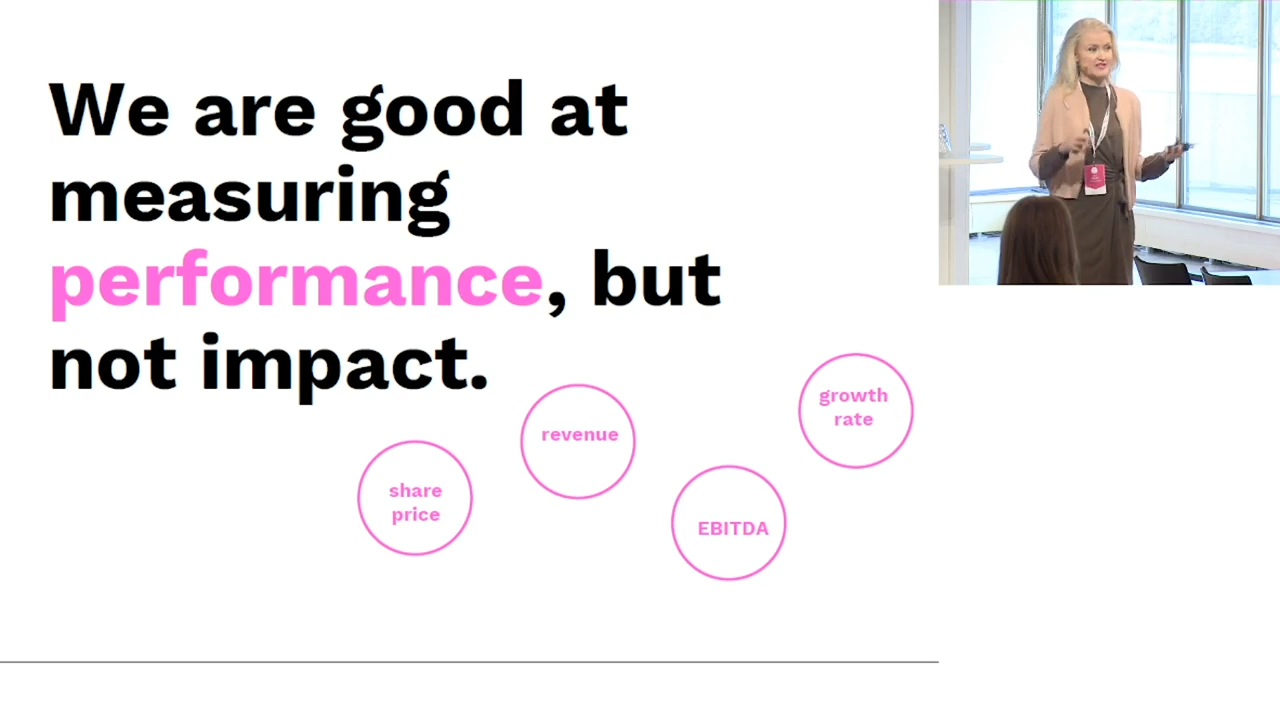 We are good at
measuring
performance, but
not impact.
growth
rate
revenue
share
price
EBITDA